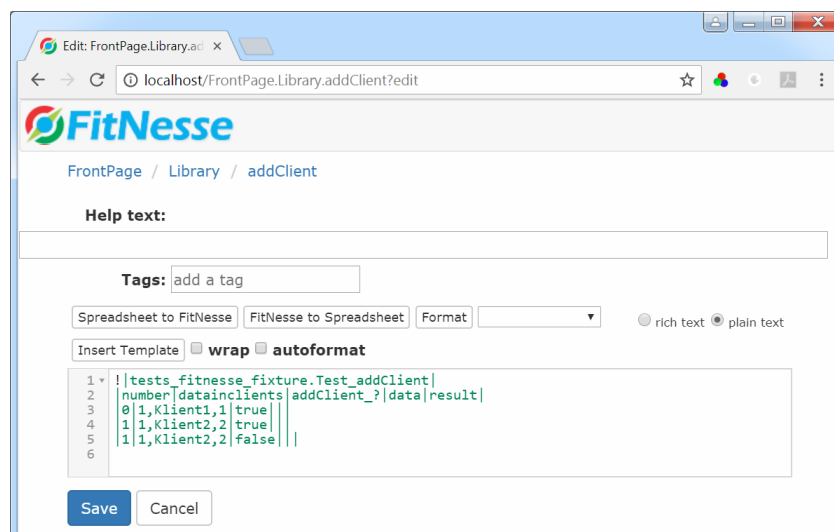 Edit: FrontPage.Library.ad
localhost/FrontPage.Library.addClient?edit
FitNesse
FrontPage / Library / addClient
Help text:
Tags: add a tag
Spreadsheet to FitNesse FitNesse to Spreadsheet Format rich text plain text
Insert Template wrap autoformat
1 !|tests_fitnesse_fixture.Test_addClient|
2 |number|datainclients|addClient_?|data|result|
3 |0|1,Klient1,1|true|||
4 |1|1,Klient2,2|true|||
5 |1|1,Klient2,2|false|||
6
Save Cancel